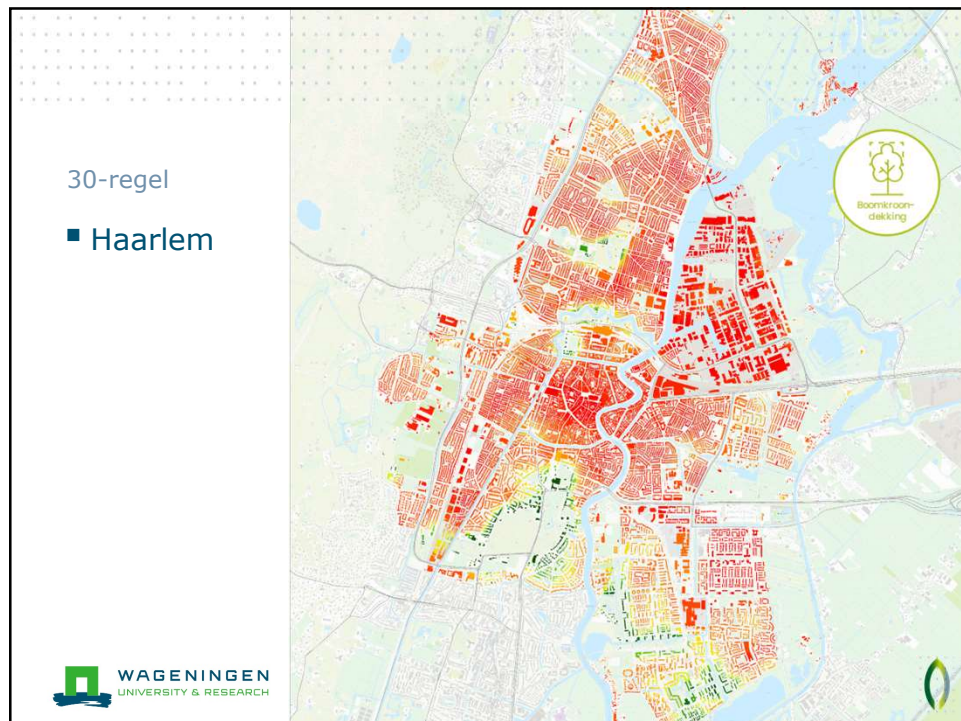 30-regel
Haarlem
Boomkroon-
dekking
WAGENINGEN
UNIVERSITY & RESEARCH